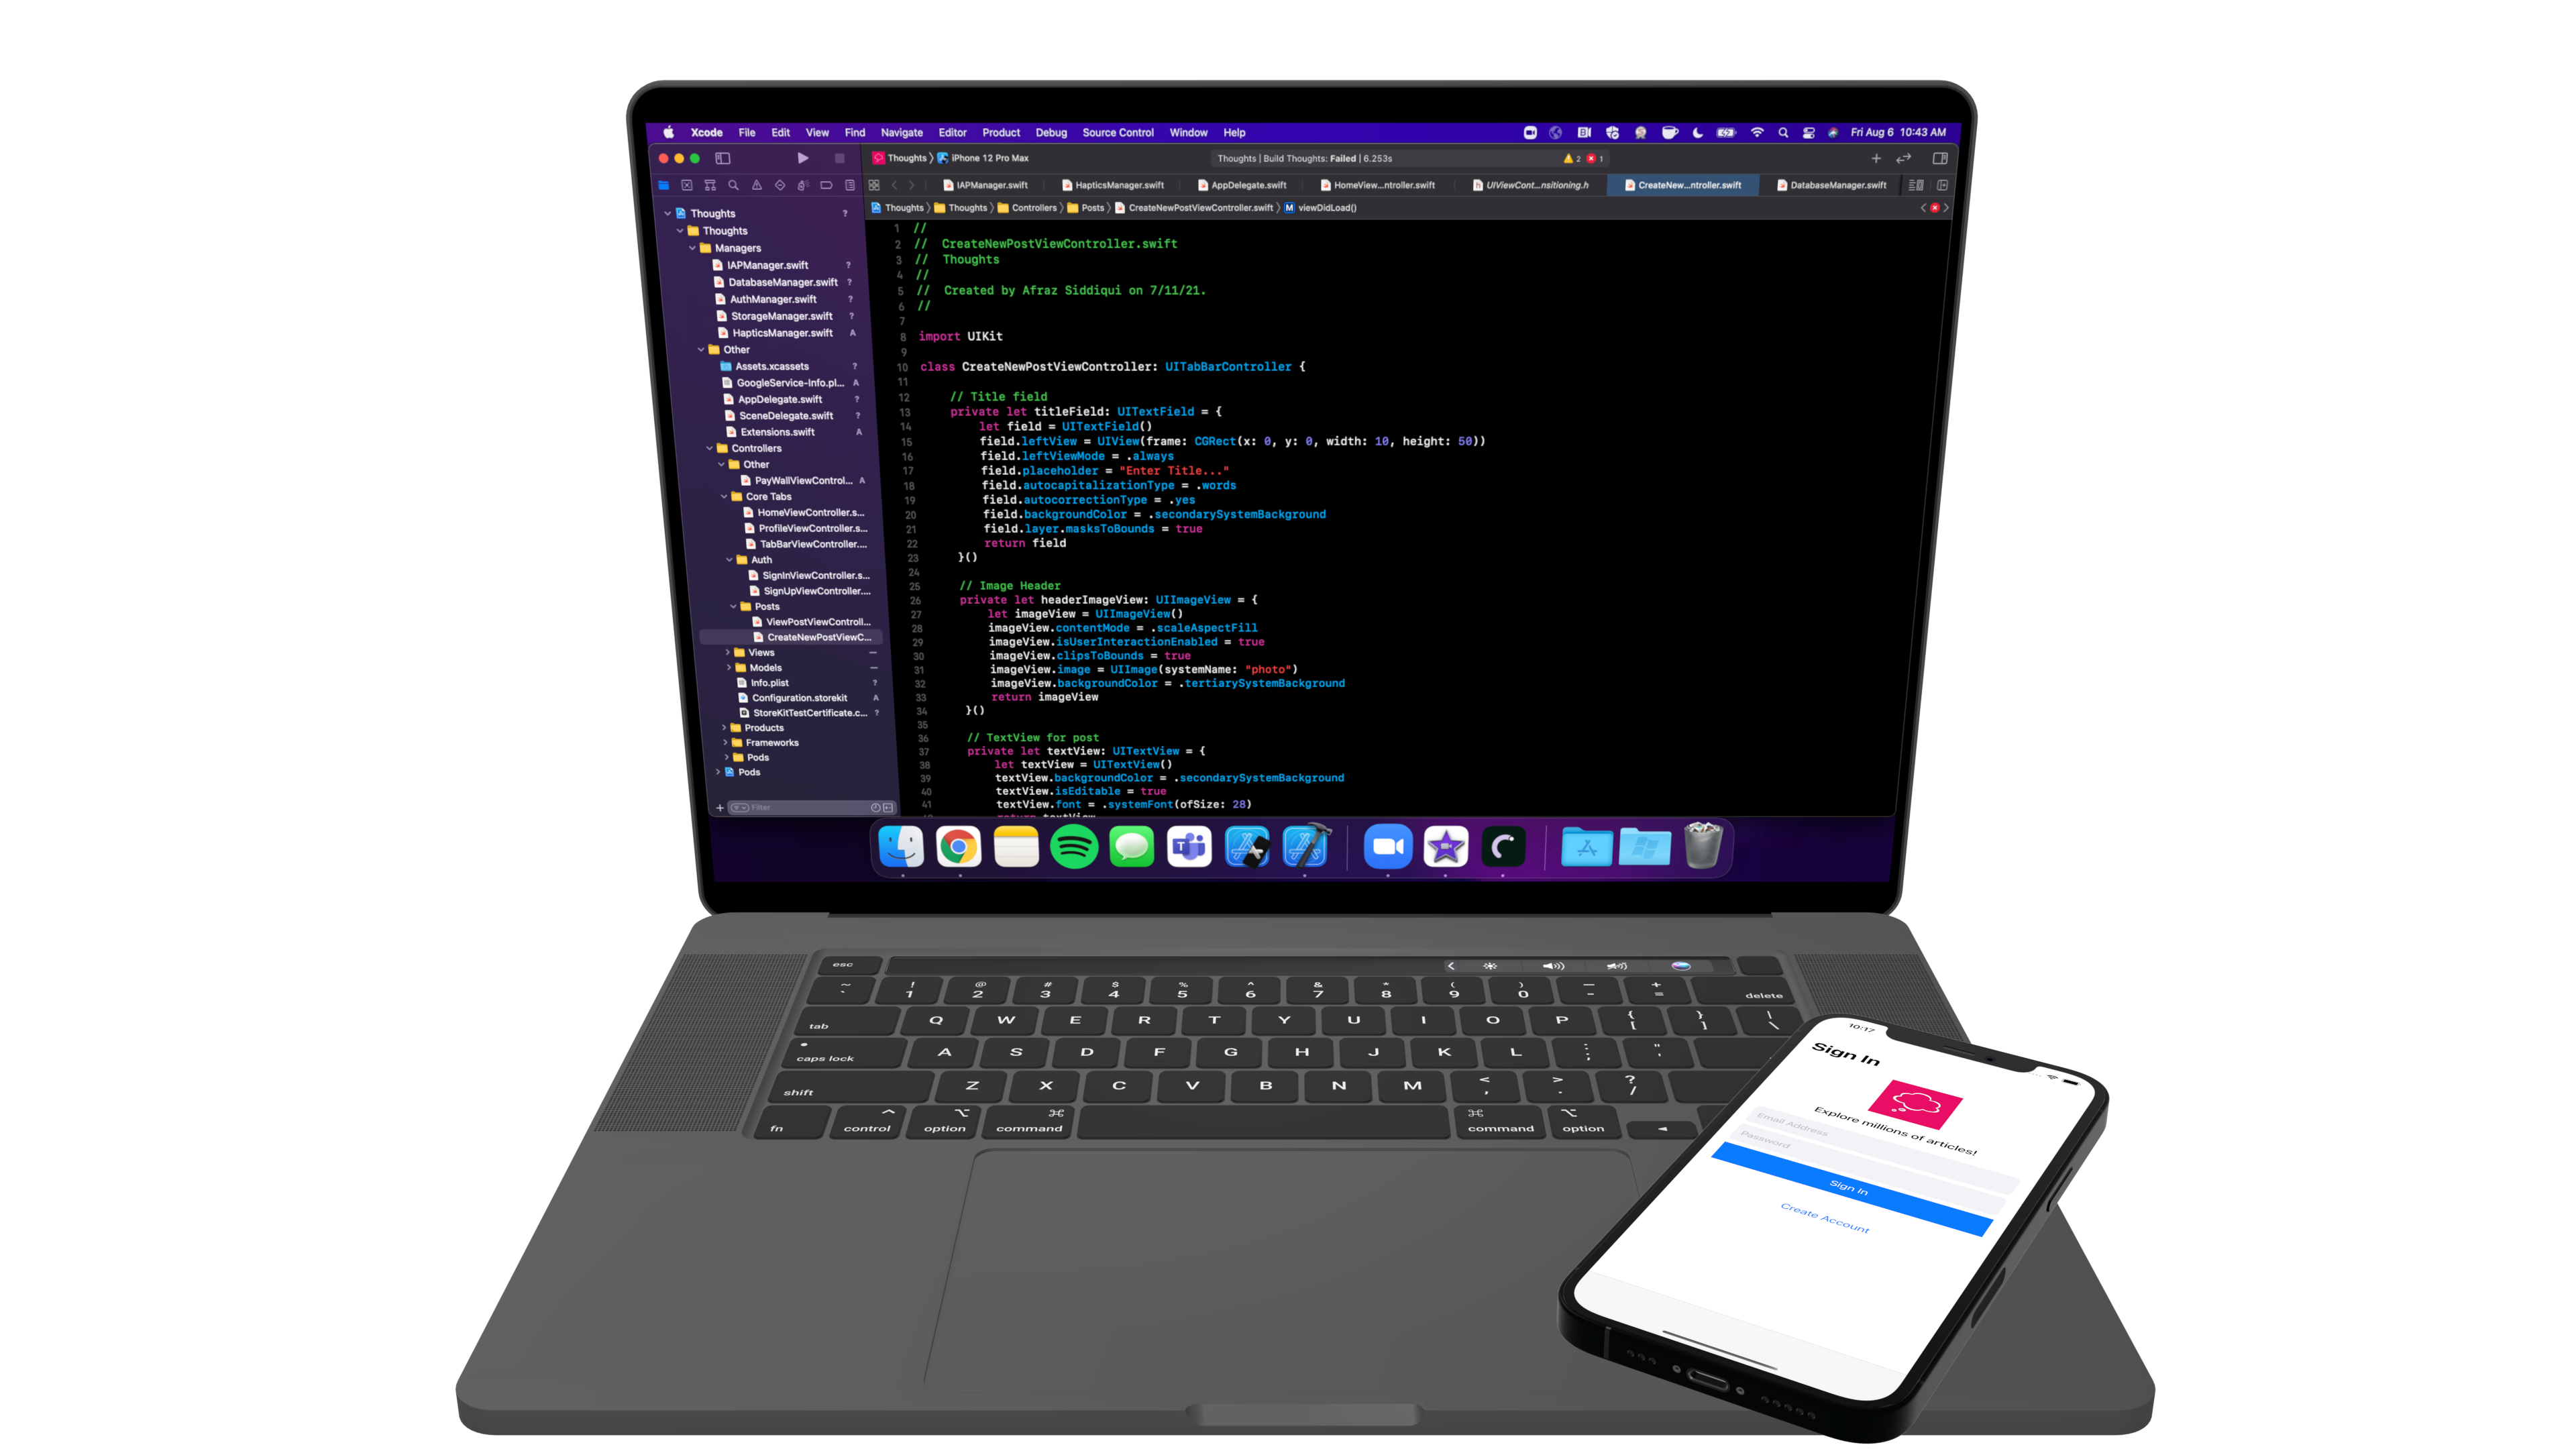 Xcode File Edit View Find Navigate Editor Product Debug Source Control Window Help
Fri Aug 6 10:43 AM
Thoughts 〉 iPhone 12 Pro Max
Thoughts | Build Thoughts: Failed | 6.253s
2 1
IAPManager.swift
HapticsManager.swift
AppDelegate.swift
HomeView...ntroller.swift
UIViewCont...nsitioning.h
CreateNew...ntroller.swift
DatabaseManager.swift
Thoughts 〉 Thoughts 〉 Controllers 〉 Posts 〉 CreateNewPostViewController.swift 〉 M viewDidLoad()
Thoughts ?
Thoughts
Managers
IAPManager.swift ?
DatabaseManager.swift ?
AuthManager.swift ?
StorageManager.swift ?
HapticsManager.swift A
Other
Assets.xcassets ?
GoogleService-Info.pl... A
AppDelegate.swift ?
SceneDelegate.swift ?
Extensions.swift A
Controllers
Other
PayWallViewControl... A
Core Tabs
HomeViewController.s...
ProfileViewController.s...
TabBarViewController....
Auth
SignInViewController.s...
SignUpViewController....
Posts
ViewPostViewControll...
CreateNewPostViewC...
Views
Models
Info.plist ?
Configuration.storekit A
StoreKitTestCertificate.c... ?
Products
Frameworks
Pods
Pods
Filter
1 //
2 // CreateNewPostViewController.swift
3 // Thoughts
4 //
5 // Created by Afraz Siddiqui on 7/11/21.
6 //
7
8 import UIKit
9
10 class CreateNewPostViewController: UITabBarController {
11
12 // Title field
13 private let titleField: UITextField = {
14 let field = UITextField()
15 field.leftView = UIView(frame: CGRect(x: 0, y: 0, width: 10, height: 50))
16 field.leftViewMode = .always
17 field.placeholder = "Enter Title..."
18 field.autocapitalizationType = .words
19 field.autocorrectionType = .yes
20 field.backgroundColor = .secondarySystemBackground
21 field.layer.masksToBounds = true
22 return field
23 }()
24
25 // Image Header
26 private let headerImageView: UIImageView = {
27 let imageView = UIImageView()
28 imageView.contentMode = .scaleAspectFill
29 imageView.isUserInteractionEnabled = true
30 imageView.clipsToBounds = true
31 imageView.image = UIImage(systemName: "photo")
32 imageView.backgroundColor = .tertiarySystemBackground
33 return imageView
34 }()
35
36 // TextView for post
37 private let textView: UITextView = {
38 let textView = UITextView()
39 textView.backgroundColor = .secondarySystemBackground
40 textView.isEditable = true
41 textView.font = .systemFont(ofSize: 28)
return textView
esc
~ ! @ # $ % ^ & * ( ) — +
` 1 2 3 4 5 6 7 8 9 0 - = delete
tab Q W E R T Y U I O P { [ } ] | \
caps lock A S D F G H J K L : ; " '
shift Z X C V B N M < , > . ? /
fn control option command command option
10:17
Sign In
Explore millions of articles!
Email Address
Password
Sign In
Create Account